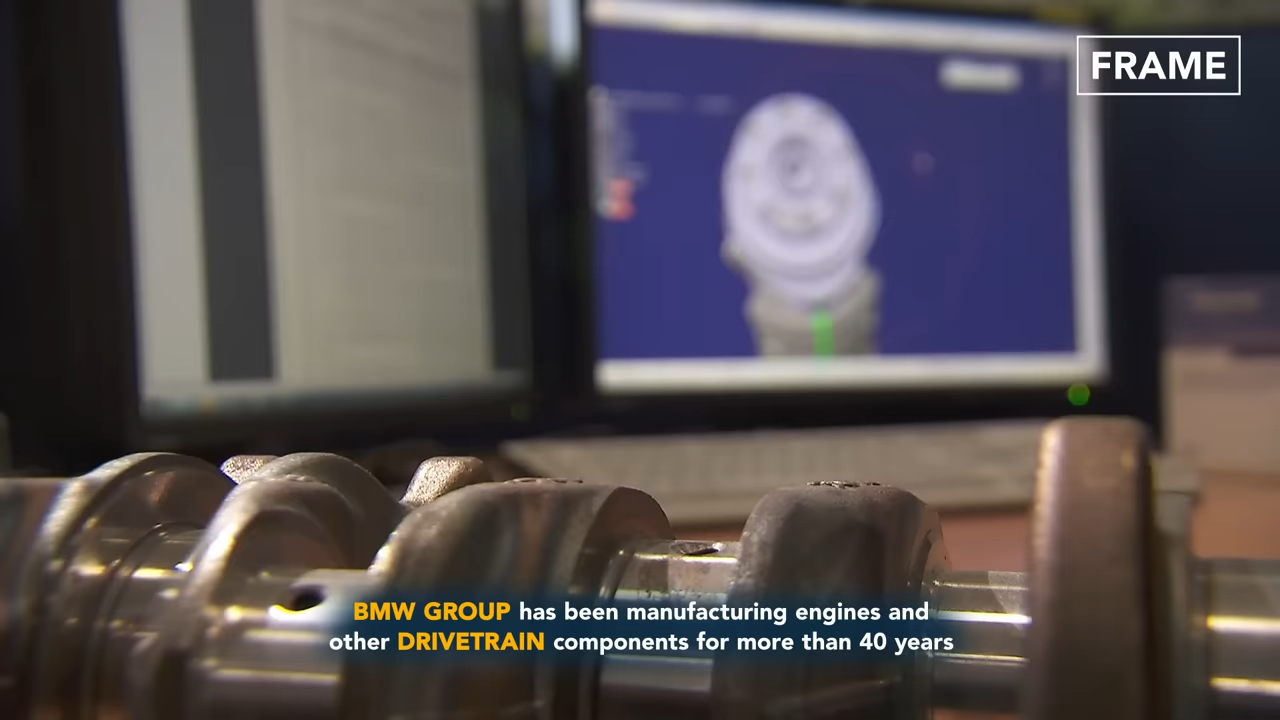 FRAME
BMW GROUP has been manufacturing engines and
other DRIVETRAIN components for more than 40 years